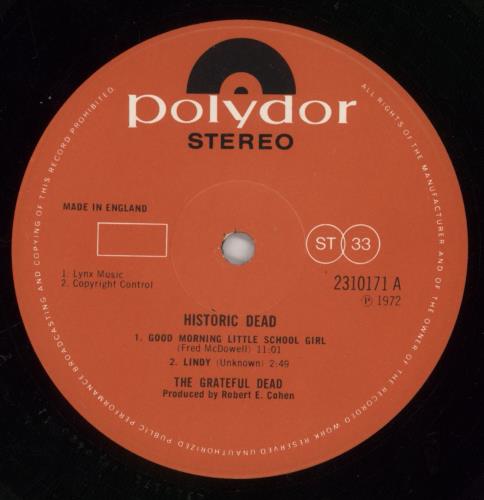 polydor
STEREO
MADE IN ENGLAND
ST 33
1. Lynx Music
2. Copyright Control
2310171 A
Ⓟ 1972
HISTORIC DEAD
1. GOOD MORNING LITTLE SCHOOL GIRL
(Fred McDowell) 11:01
2. LINDY (Unknown) 2:49
THE GRATEFUL DEAD
Produced by Robert E. Cohen
ALL RIGHTS OF THE MANUFACTURER AND OF THE OWNER OF THE RECORDED WORK RESERVED UNAUTHORIZED PUBLIC PERFORMANCE BROADCASTING AND COPYING OF THIS RECORD PROHIBITED.